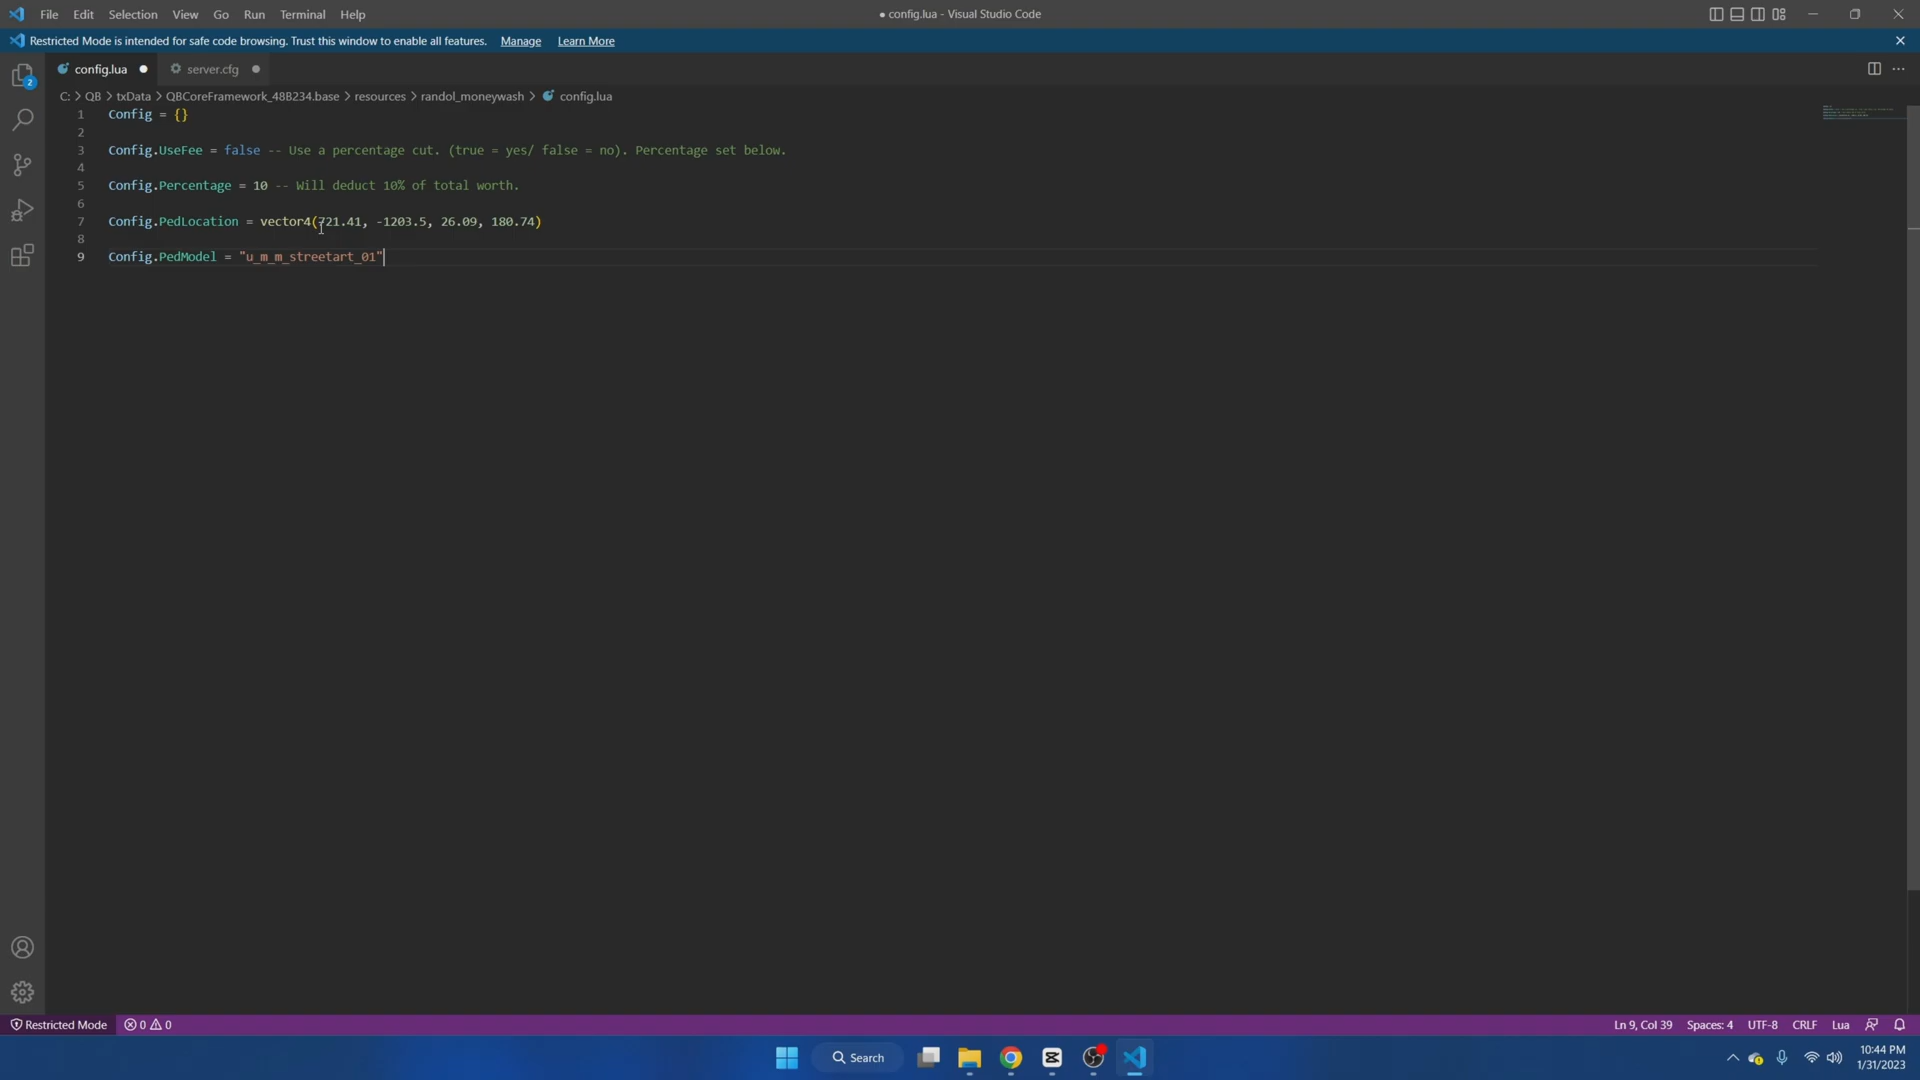 File Edit Selection View Go Run Terminal Help
● config.lua - Visual Studio Code
Restricted Mode is intended for safe code browsing. Trust this window to enable all features. Manage Learn More
config.lua ● server.cfg ●
C: > QB > txData > QBCoreFramework_48B234.base > resources > randol_moneywash > config.lua
1 Config = {}
2
3 Config.UseFee = false -- Use a percentage cut. (true = yes/ false = no). Percentage set below.
4
5 Config.Percentage = 10 -- Will deduct 10% of total worth.
6
7 Config.PedLocation = vector4(721.41, -1203.5, 26.09, 180.74)
8
9 Config.PedModel = "u_m_m_streetart_01"
2
Restricted Mode 0 0 Ln 9, Col 39 Spaces: 4 UTF-8 CRLF Lua
Search
10:44 PM
1/31/2023